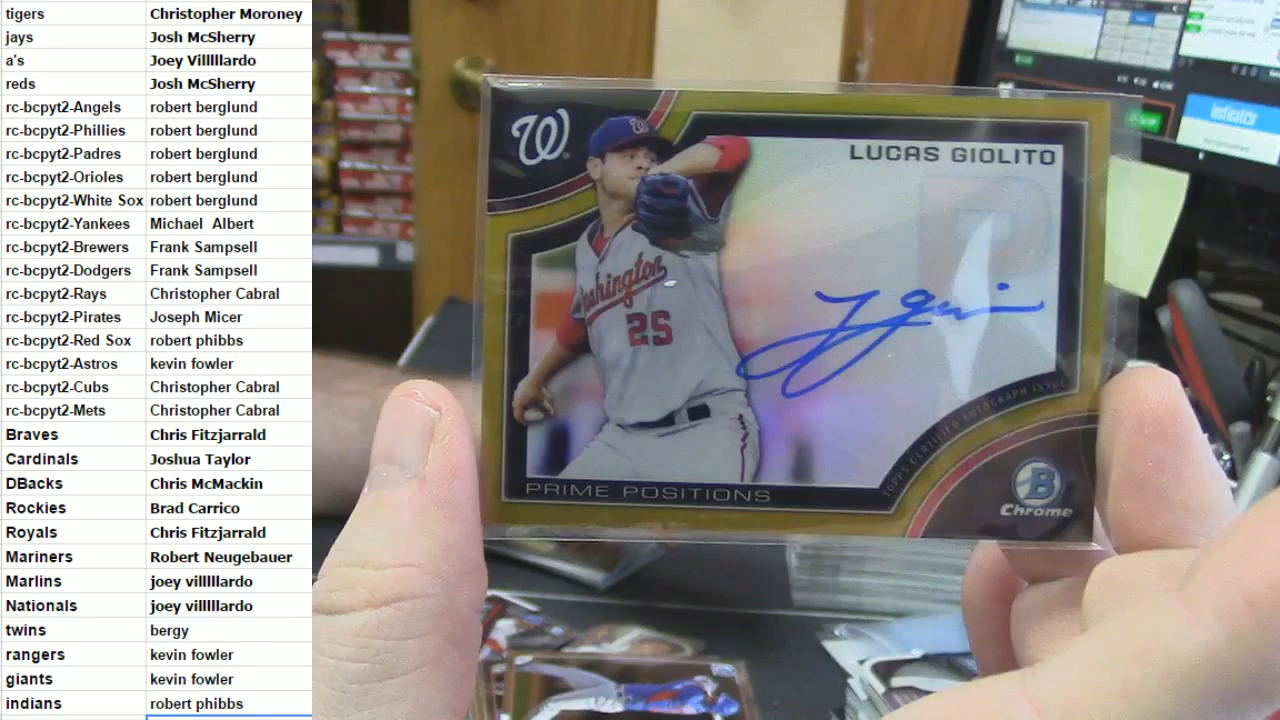 tigers Christopher Moroney
jays Josh McSherry
a's Joey Villlllardo
reds Josh McSherry
rc-bcpyt2-Angels robert berglund
rc-bcpyt2-Phillies robert berglund
rc-bcpyt2-Padres robert berglund
rc-bcpyt2-Orioles robert berglund
rc-bcpyt2-White Sox robert berglund
rc-bcpyt2-Yankees Michael Albert
rc-bcpyt2-Brewers Frank Sampsell
rc-bcpyt2-Dodgers Frank Sampsell
rc-bcpyt2-Rays Christopher Cabral
rc-bcpyt2-Pirates Joseph Micer
rc-bcpyt2-Red Sox robert phibbs
rc-bcpyt2-Astros kevin fowler
rc-bcpyt2-Cubs Christopher Cabral
rc-bcpyt2-Mets Christopher Cabral
Braves Chris Fitzjarrald
Cardinals Joshua Taylor
DBacks Chris McMackin
Rockies Brad Carrico
Royals Chris Fitzjarrald
Mariners Robert Neugebauer
Marlins joey villlllardo
Nationals joey villlllardo
twins bergy
rangers kevin fowler
giants kevin fowler
indians robert phibbs
W
LUCAS GIOLITO
Washington
25
TOPPS CERTIFIED AUTOGRAPH ISSUE
PRIME POSITIONS
B
Chrome